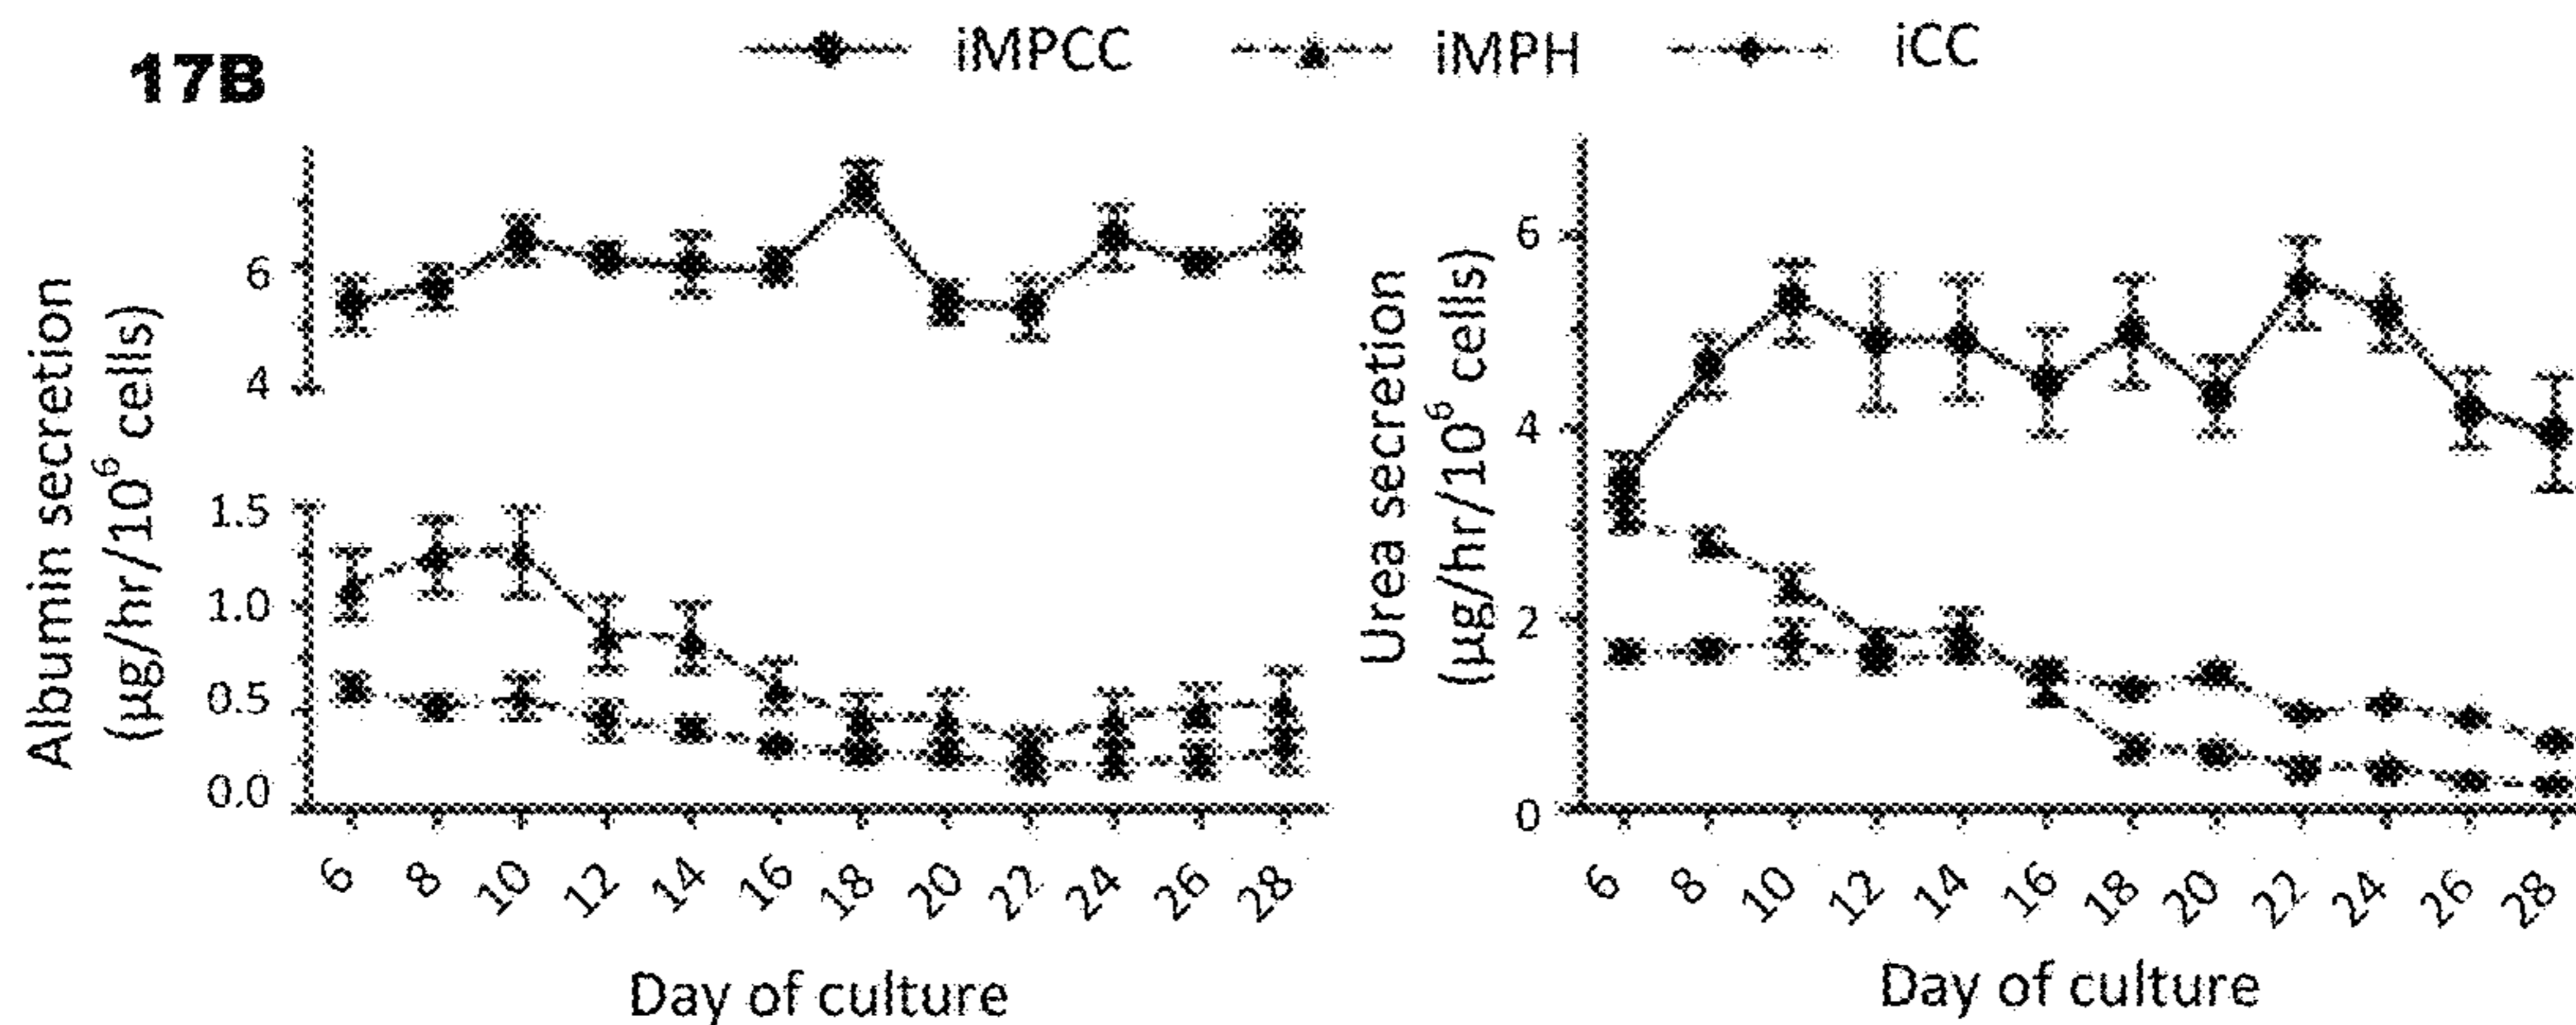 17B
iMPCC iMPH iCC
Albumin secretion
(µg/hr/10⁶ cells)
6
4
1.5
1.0
0.5
0.0
6 8 10 12 14 16 18 20 22 24 26 28
Day of culture
Urea secretion
(µg/hr/10⁶ cells)
6
4
2
0
6 8 10 12 14 16 18 20 22 24 26 28
Day of culture